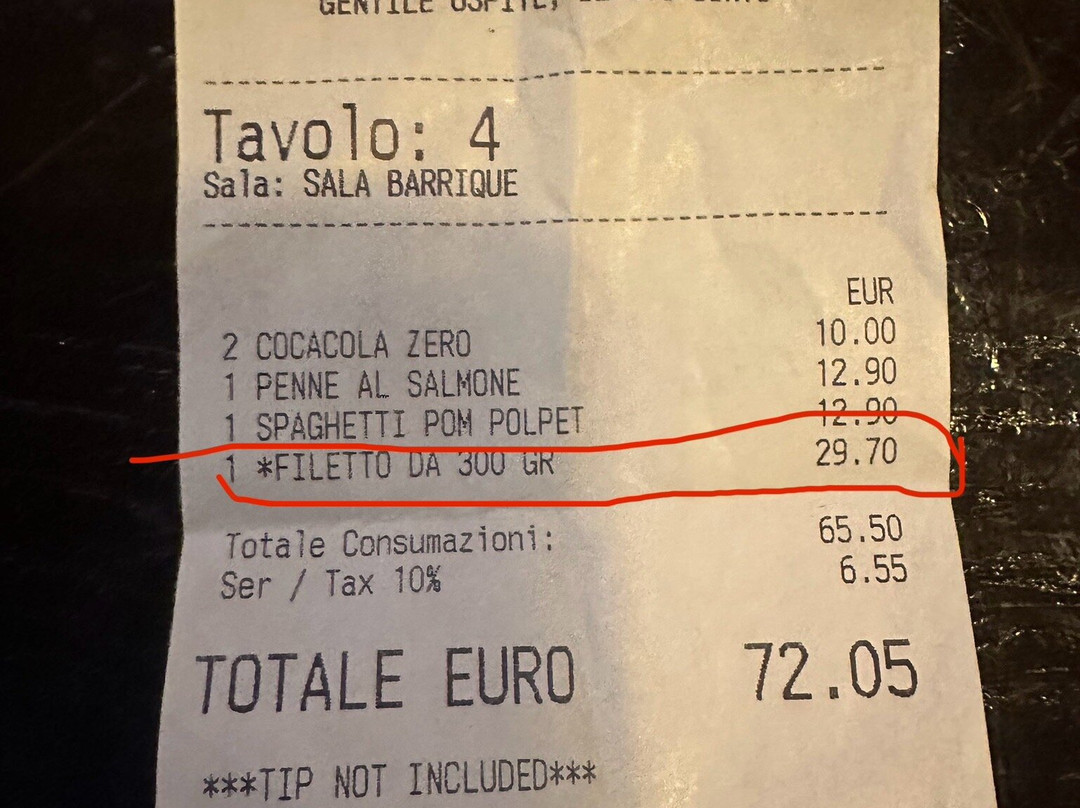 GENTILE OSPITE,
Tavolo: 4
Sala: SALA BARRIQUE
EUR
2 COCACOLA ZERO 10.00
1 PENNE AL SALMONE 12.90
1 SPAGHETTI POM POLPET 12.90
1 *FILETTO DA 300 GR 29.70
Totale Consumazioni: 65.50
Ser / Tax 10% 6.55
TOTALE EURO 72.05
***TIP NOT INCLUDED***